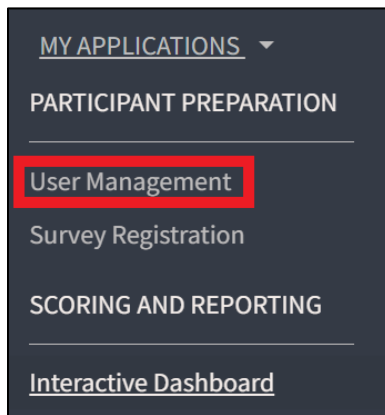 MY APPLICATIONS
PARTICIPANT PREPARATION
User Management
Survey Registration
SCORING AND REPORTING
Interactive Dashboard